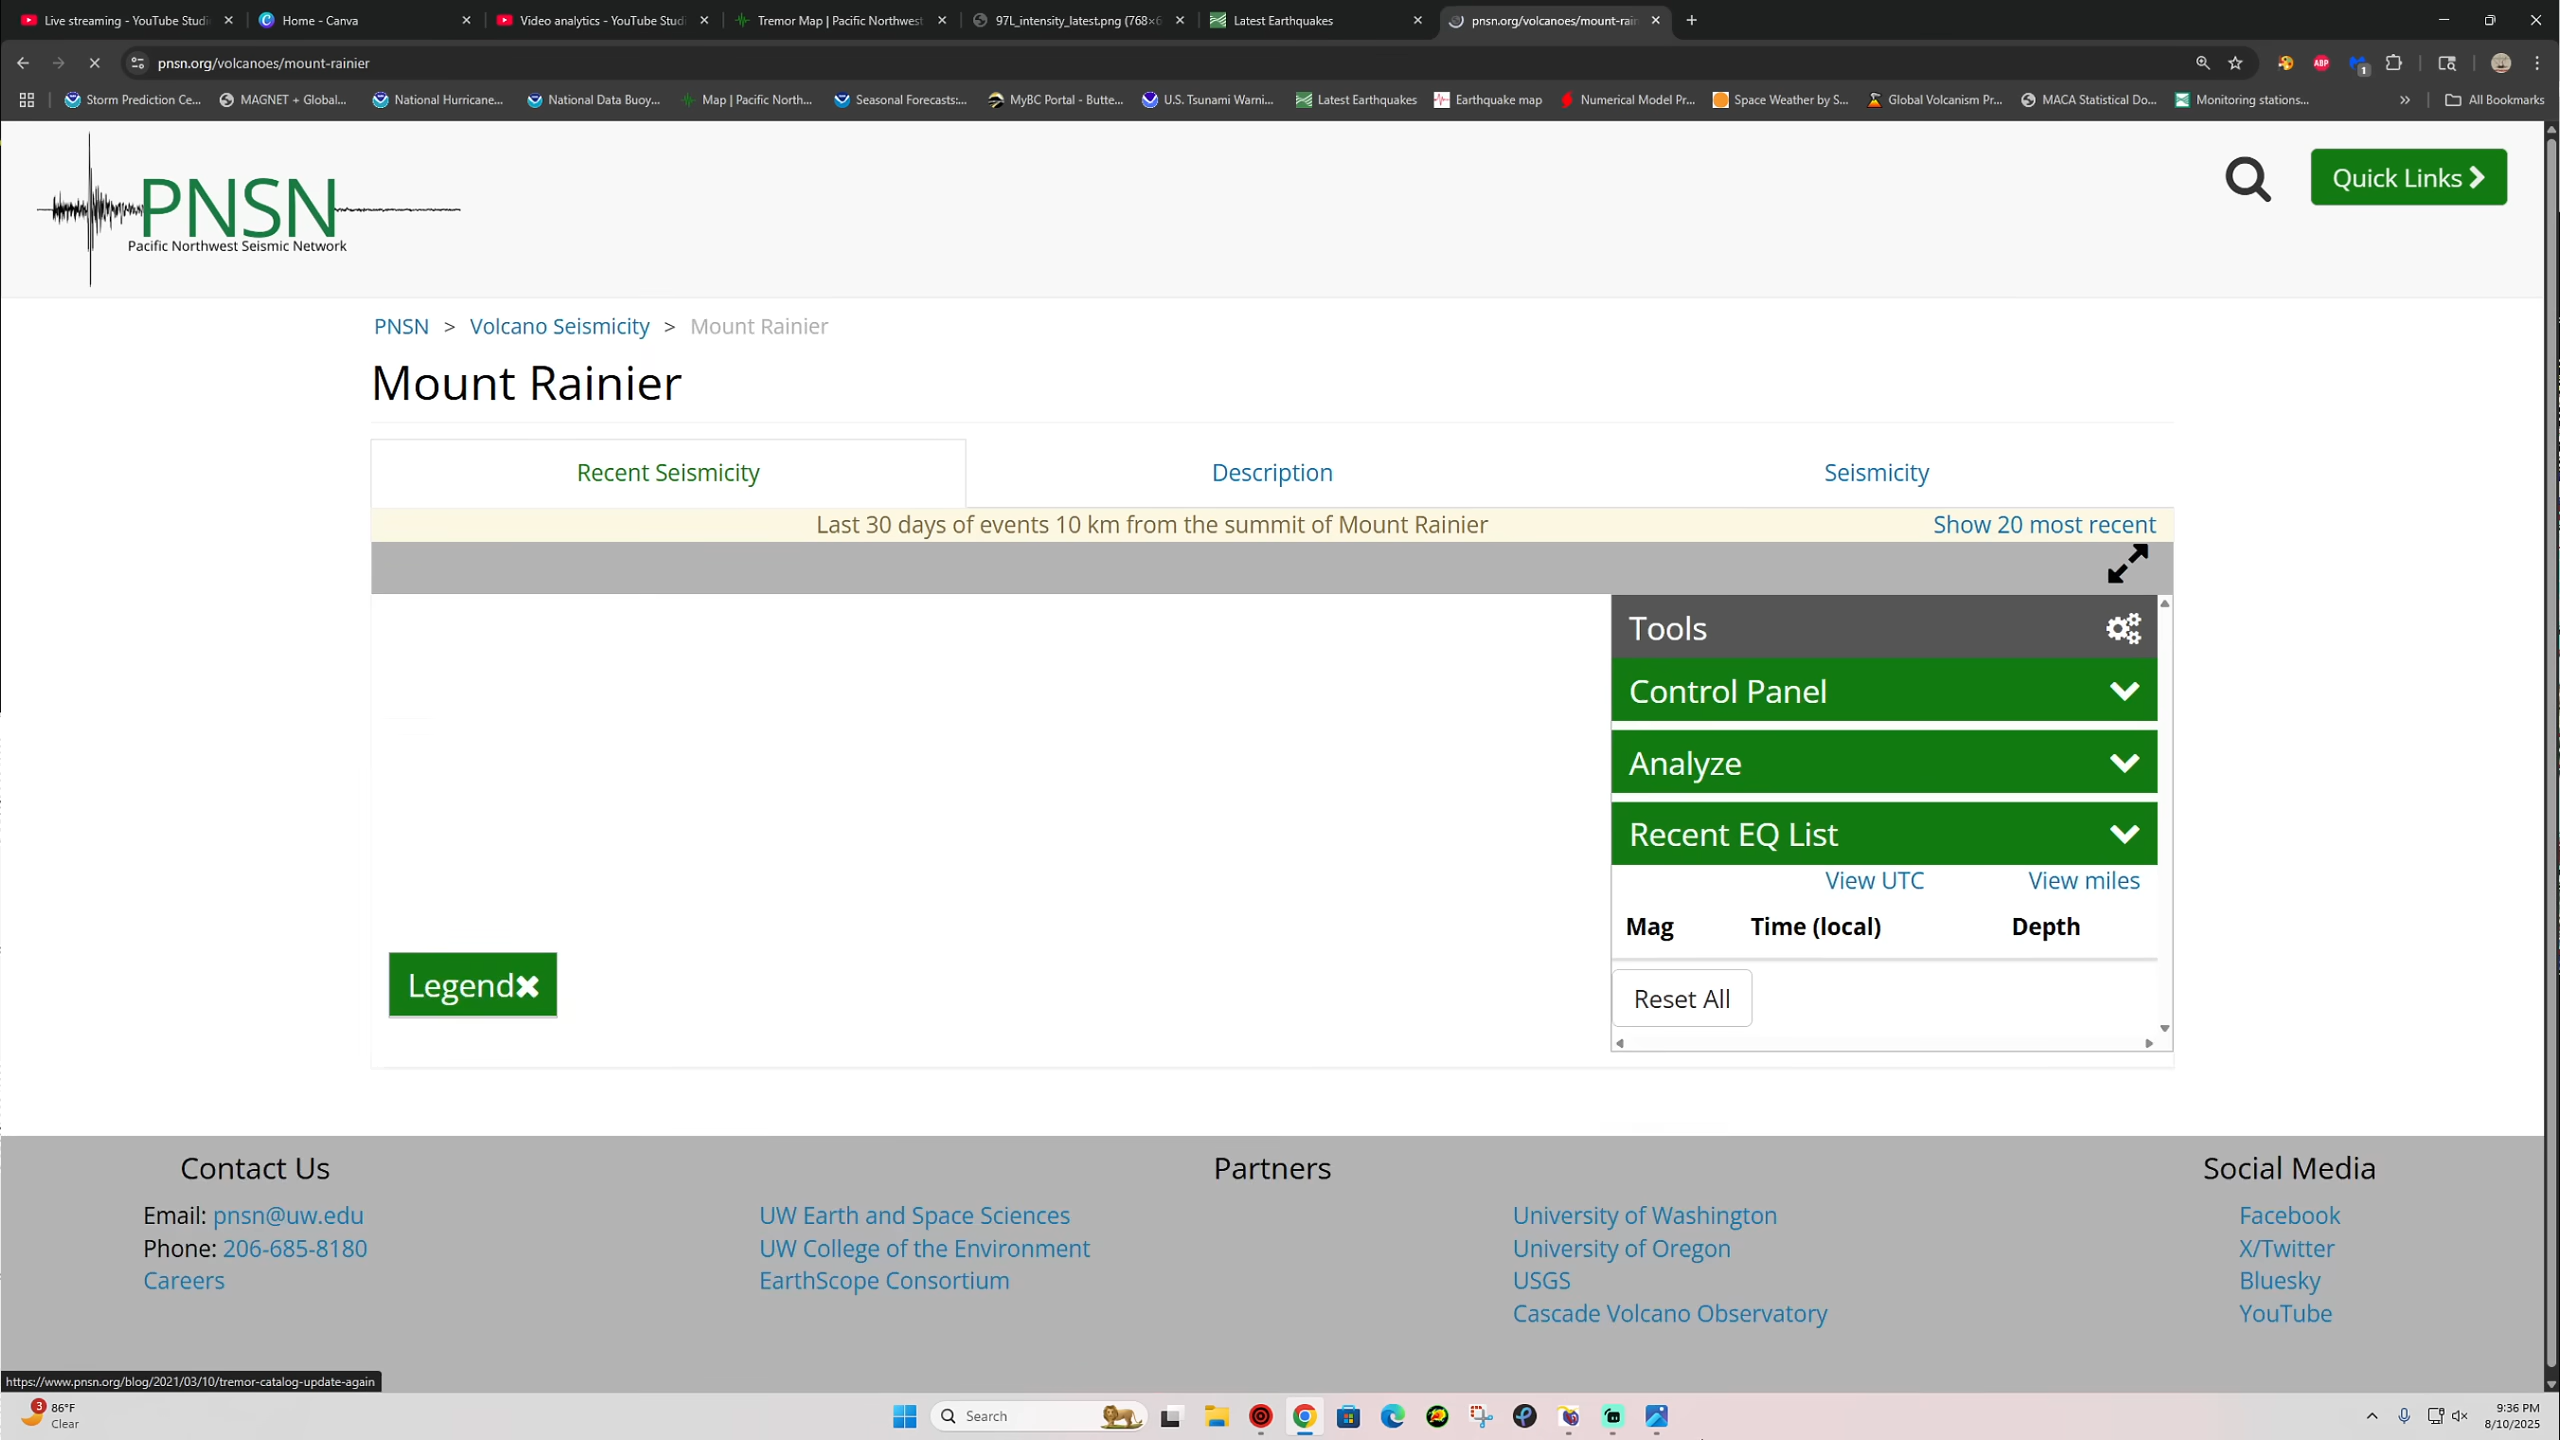 Live streaming - YouTube Studi
Home - Canva
Video analytics - YouTube Studi
Tremor Map | Pacific Northwest
97L_intensity_latest.png (768×6
Latest Earthquakes
pnsn.org/volcanoes/mount-rain
pnsn.org/volcanoes/mount-rainier
ABP
1
Storm Prediction Ce...
MAGNET + Global...
National Hurricane...
National Data Buoy...
Map | Pacific North...
Seasonal Forecasts:...
MyBC Portal - Butte...
U.S. Tsunami Warni...
Latest Earthquakes
Earthquake map
Numerical Model Pr...
Space Weather by S...
Global Volcanism Pr...
MACA Statistical Do...
Monitoring stations...
All Bookmarks
PNSN
Pacific Northwest Seismic Network
Quick Links
PNSN > Volcano Seismicity > Mount Rainier
Mount Rainier
Recent Seismicity
Description
Seismicity
Last 30 days of events 10 km from the summit of Mount Rainier
Show 20 most recent
Tools
Control Panel
Analyze
Recent EQ List
View UTC
View miles
Mag
Time (local)
Depth
Reset All
Legend
Contact Us
Email: pnsn@uw.edu
Phone: 206-685-8180
Careers
Partners
UW Earth and Space Sciences
UW College of the Environment
EarthScope Consortium
University of Washington
University of Oregon
USGS
Cascade Volcano Observatory
Social Media
Facebook
X/Twitter
Bluesky
YouTube
https://www.pnsn.org/blog/2021/03/10/tremor-catalog-update-again
3
86°F
Clear
Search
9:36 PM
8/10/2025